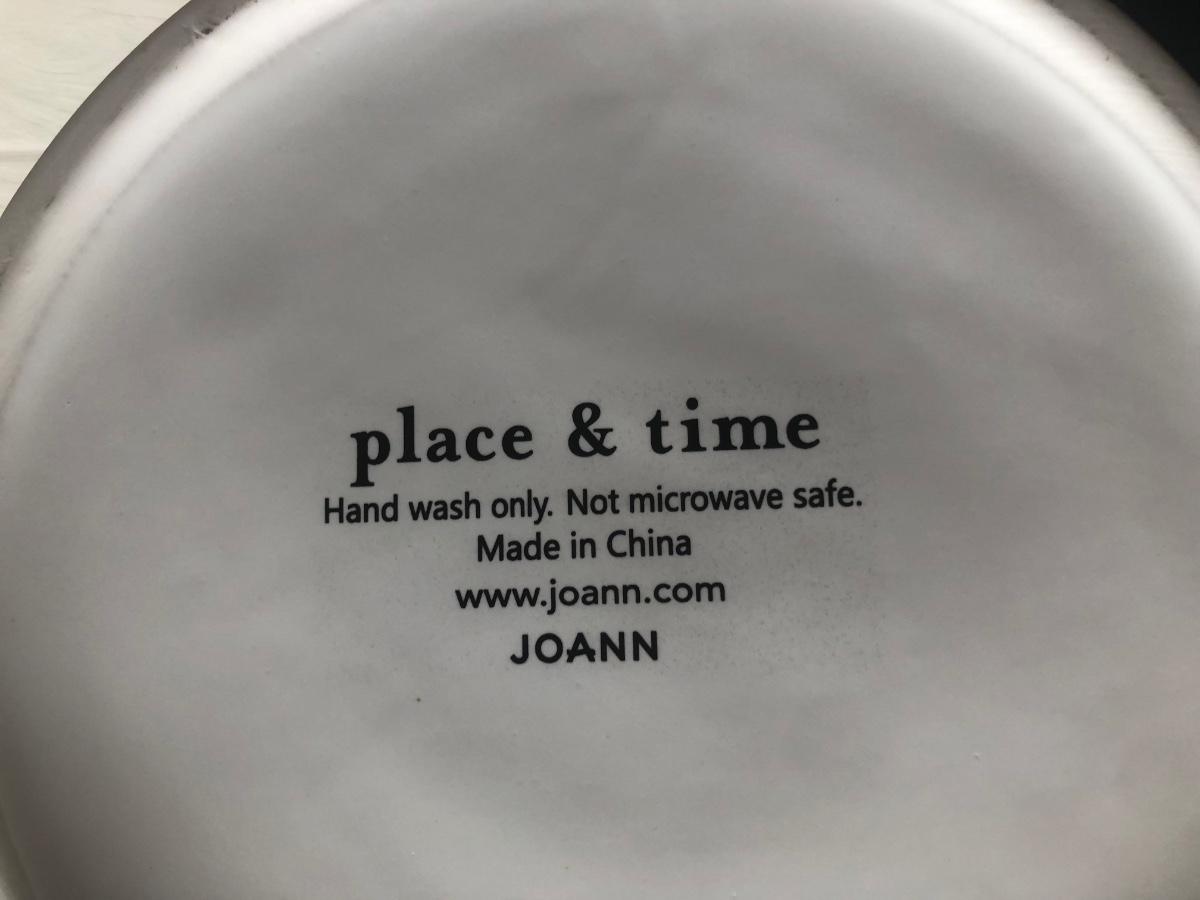 place & time
Hand wash only. Not microwave safe.
Made in China
www.joann.com
JOANN